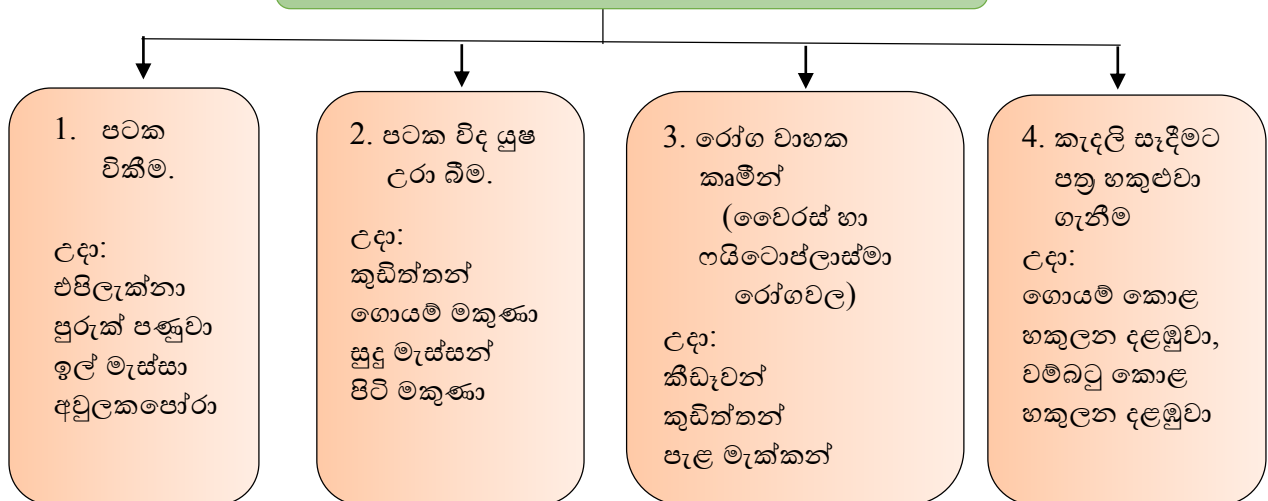 1. පටක
විකීම.
උදා:
එපිලැක්නා
පුරුක් පණුවා
ඉල් මැස්සා
අවුලකපෝරා
2. පටක විද යුෂ
උරා බීම.
උදා:
කුඩිත්තන්
ගොයම් මකුණා
සුදු මැස්සන්
පිටි මකුණා
3. රෝග වාහක
කෘමීන්
(වෛරස් හා
ෆයිටොප්ලාස්මා
රෝගවල)
උදා:
කීඩෑවන්
කුඩිත්තන්
පැළ මැක්කන්
4. කැදලි සෑදීමට
පත්‍ර හකුළුවා
ගැනීම
උදා:
ගොයම් කොළ
හකුලන දළඹුවා,
වම්බටු කොළ
හකුලන දළඹුවා